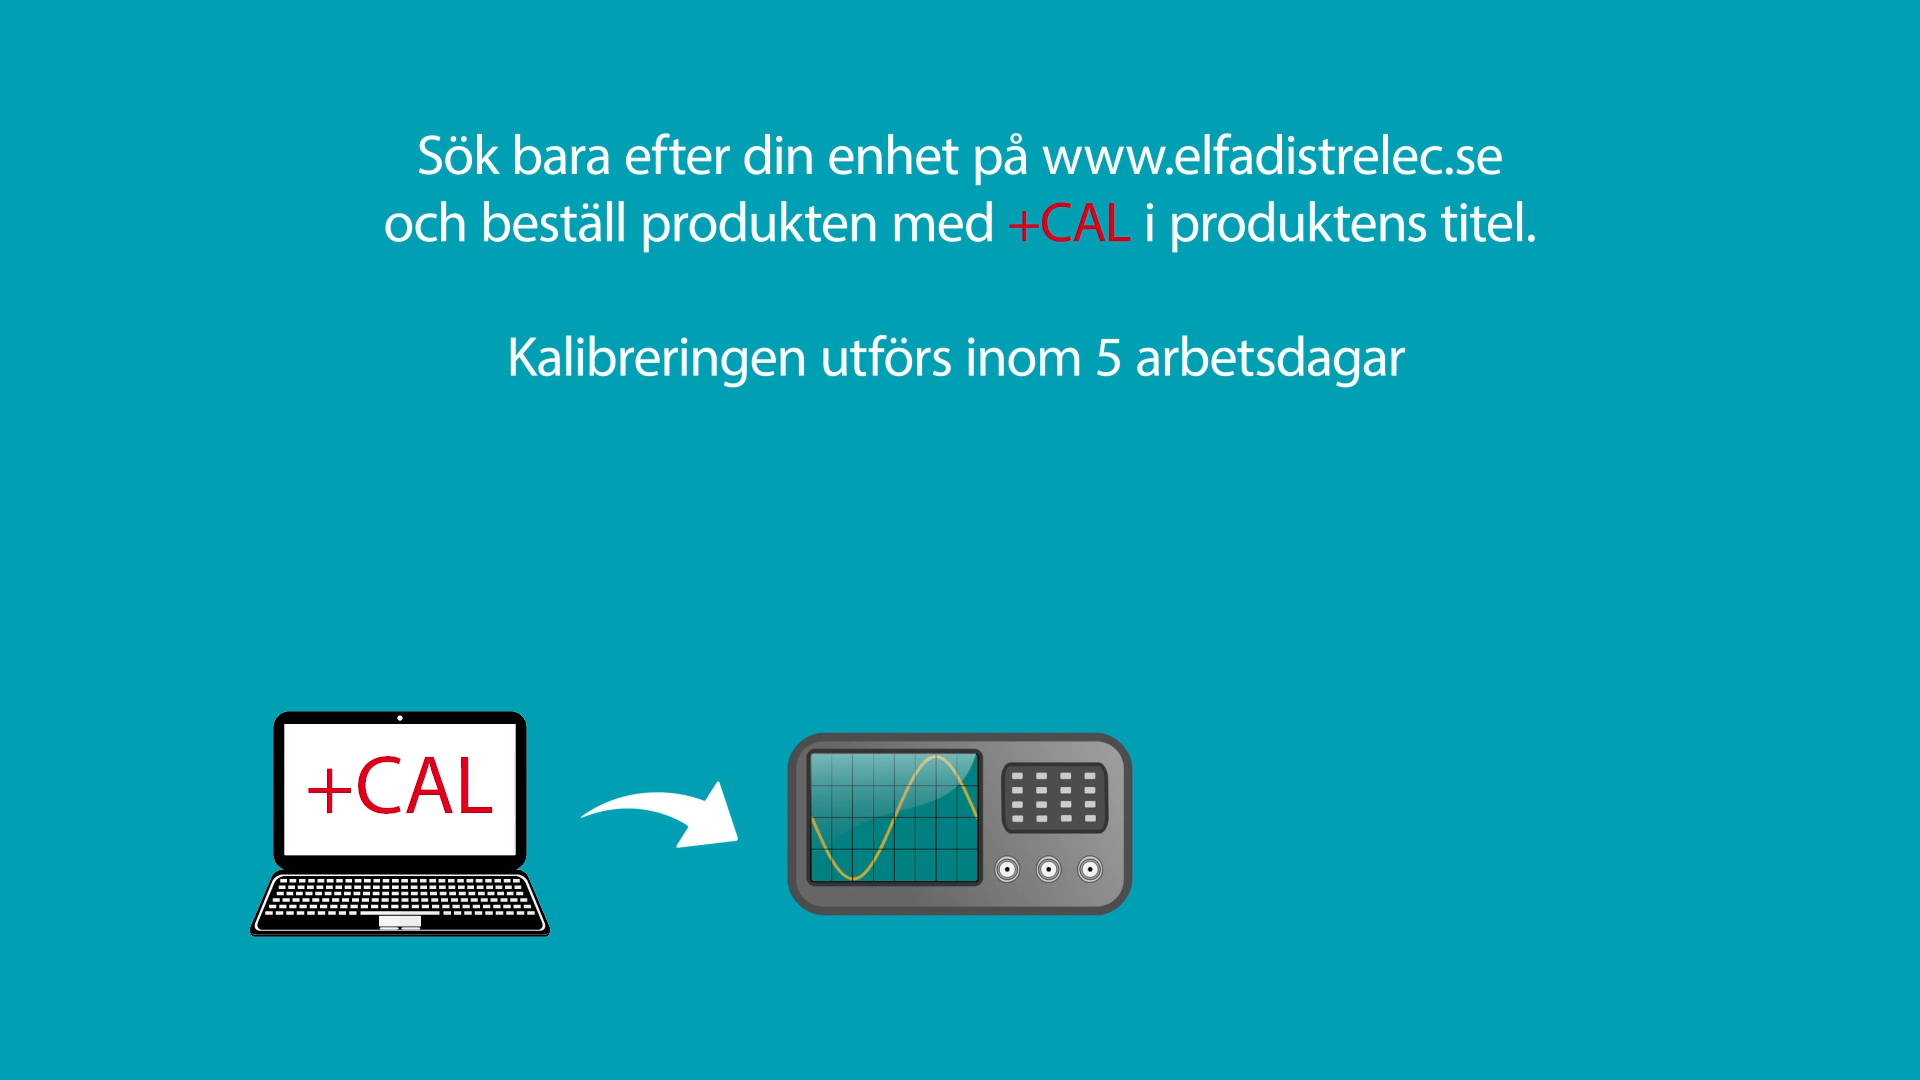 Sök bara efter din enhet på www.elfadistrelec.se
och beställ produkten med +CAL i produktens titel.
Kalibreringen utförs inom 5 arbetsdagar
+CAL